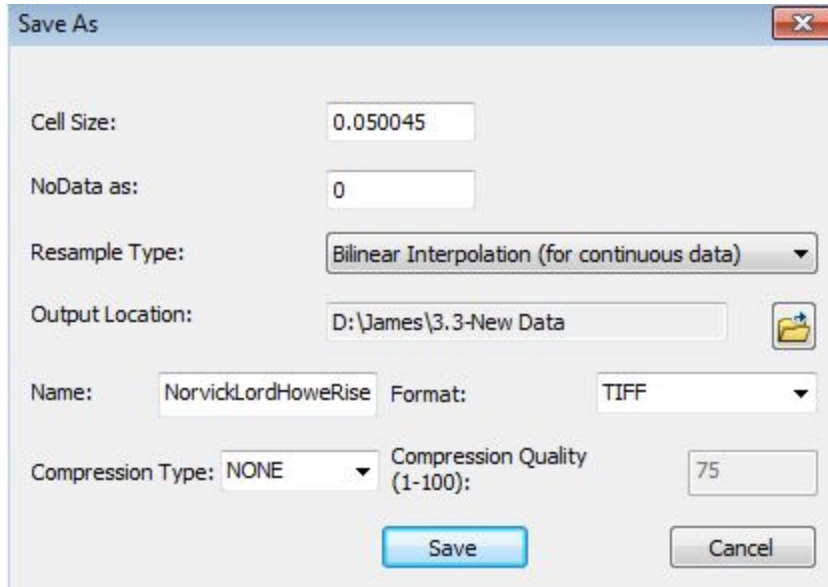 Save As
Cell Size: 0.050045
NoData as: 0
Resample Type: Bilinear Interpolation (for continuous data)
Output Location: D:\James\3.3-New Data
Name: NorvickLordHoweRise Format: TIFF
Compression Type: NONE Compression Quality
(1-100): 75
Save Cancel